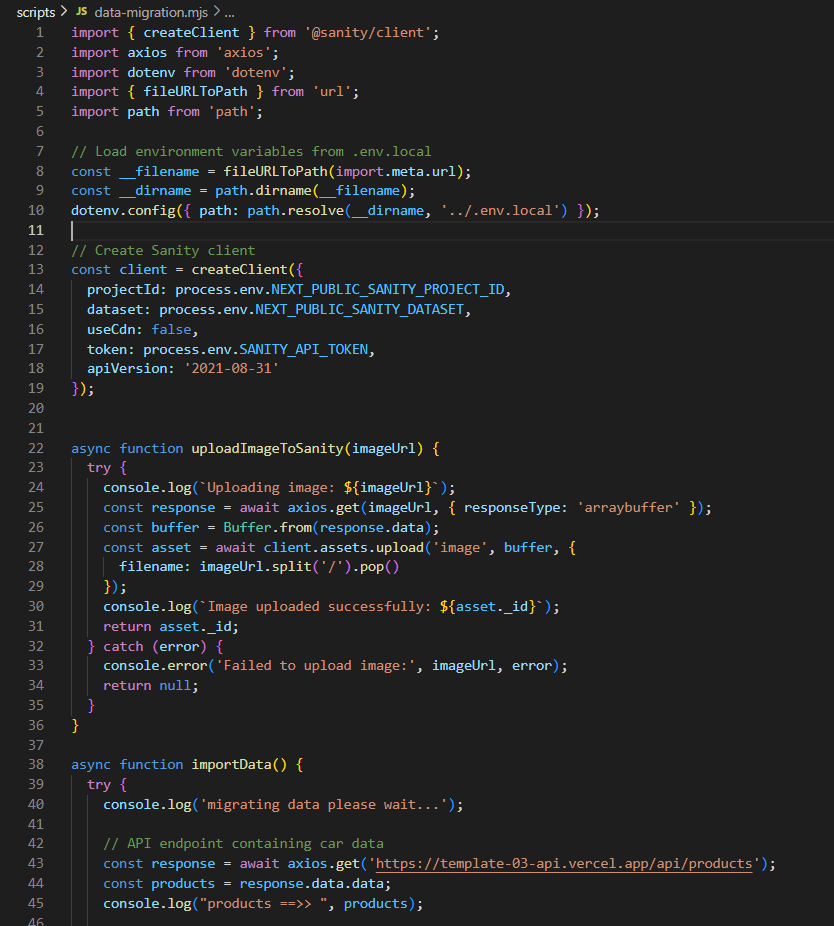 scripts > JS data-migration.mjs > ...
1 import { createClient } from '@sanity/client';
2 import axios from 'axios';
3 import dotenv from 'dotenv';
4 import { fileURLToPath } from 'url';
5 import path from 'path';
6
7 // Load environment variables from .env.local
8 const __filename = fileURLToPath(import.meta.url);
9 const __dirname = path.dirname(__filename);
10 dotenv.config({ path: path.resolve(__dirname, '../.env.local') });
11
12 // Create Sanity client
13 const client = createClient({
14   projectId: process.env.NEXT_PUBLIC_SANITY_PROJECT_ID,
15   dataset: process.env.NEXT_PUBLIC_SANITY_DATASET,
16   useCdn: false,
17   token: process.env.SANITY_API_TOKEN,
18   apiVersion: '2021-08-31'
19 });
20
21
22 async function uploadImageToSanity(imageUrl) {
23   try {
24     console.log(`Uploading image: ${imageUrl}`);
25     const response = await axios.get(imageUrl, { responseType: 'arraybuffer' });
26     const buffer = Buffer.from(response.data);
27     const asset = await client.assets.upload('image', buffer, {
28       filename: imageUrl.split('/').pop()
29     });
30     console.log(`Image uploaded successfully: ${asset._id}`);
31     return asset._id;
32   } catch (error) {
33     console.error('Failed to upload image:', imageUrl, error);
34     return null;
35   }
36 }
37
38 async function importData() {
39   try {
40     console.log('migrating data please wait...');
41
42     // API endpoint containing car data
43     const response = await axios.get('https://template-03-api.vercel.app/api/products');
44     const products = response.data.data;
45     console.log("products ==>> ", products);
46